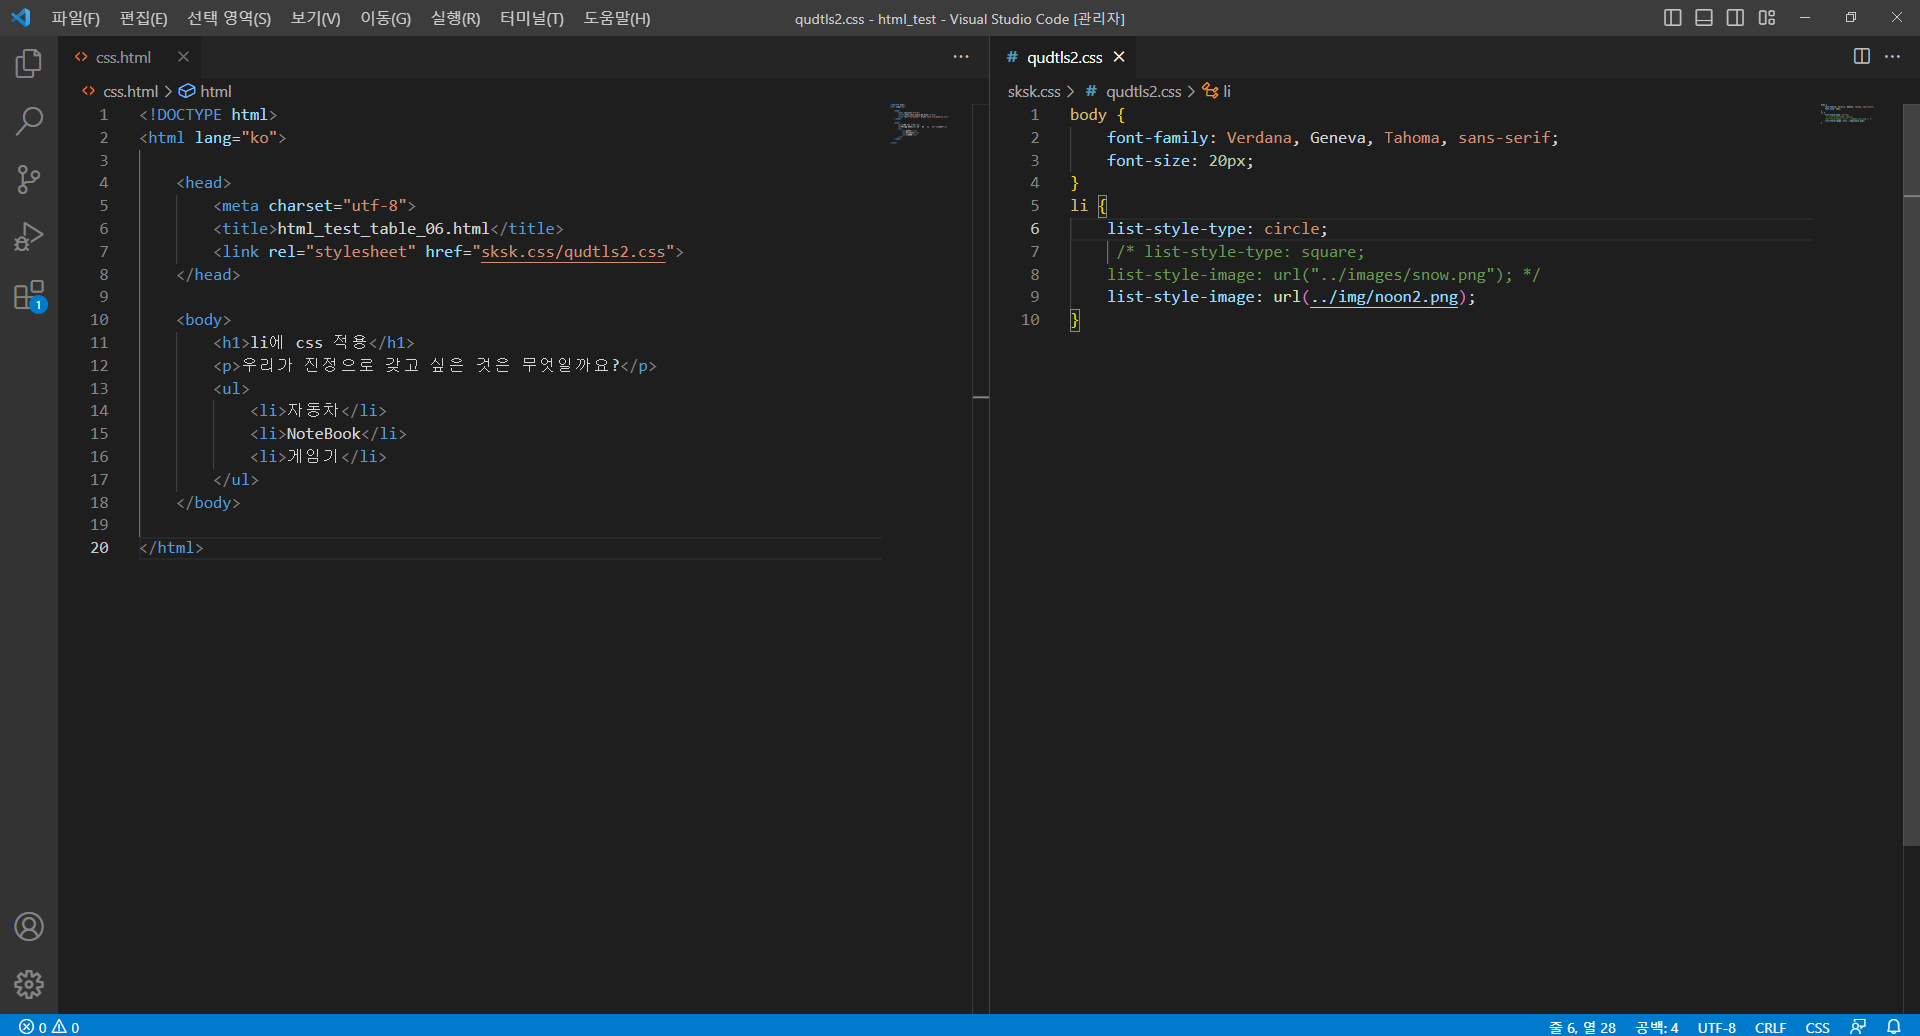 파일(F) 편집(E) 선택 영역(S) 보기(V) 이동(G) 실행(R) 터미널(T) 도움말(H) qudtls2.css - html_test - Visual Studio Code [관리자]
css.html
css.html > html
1 <!DOCTYPE html>
2 <html lang="ko">
3
4 <head>
5 <meta charset="utf-8">
6 <title>html_test_table_06.html</title>
7 <link rel="stylesheet" href="sksk.css/qudtls2.css">
8 </head>
9
10 <body>
11 <h1>li에 css 적용</h1>
12 <p>우리가 진정으로 갖고 싶은 것은 무엇일까요?</p>
13 <ul>
14 <li>자동차</li>
15 <li>NoteBook</li>
16 <li>게임기</li>
17 </ul>
18 </body>
19
20 </html>
# qudtls2.css
sksk.css > # qudtls2.css > li
1 body {
2 font-family: Verdana, Geneva, Tahoma, sans-serif;
3 font-size: 20px;
4 }
5 li {
6 list-style-type: circle;
7 /* list-style-type: square;
8 list-style-image: url("../images/snow.png"); */
9 list-style-image: url(../img/noon2.png);
10 }
1
0 0 줄 6, 열 28 공백: 4 UTF-8 CRLF CSS